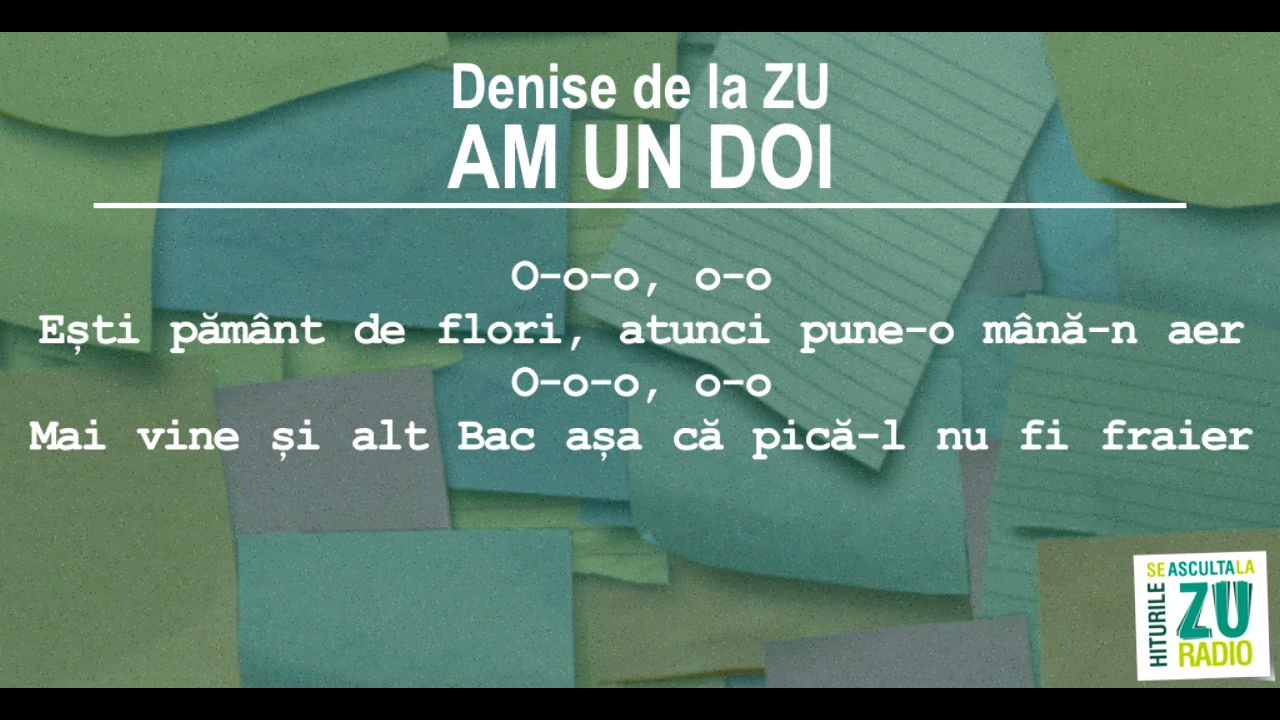 Denise de la ZU
AM UN DOI
O-o-o, o-o
Ești pământ de flori, atunci pune-o mână-n aer
O-o-o, o-o
Mai vine și alt Bac așa că pică-l nu fi fraier
HITURILE
SE ASCULTA LA
ZU
RADIO